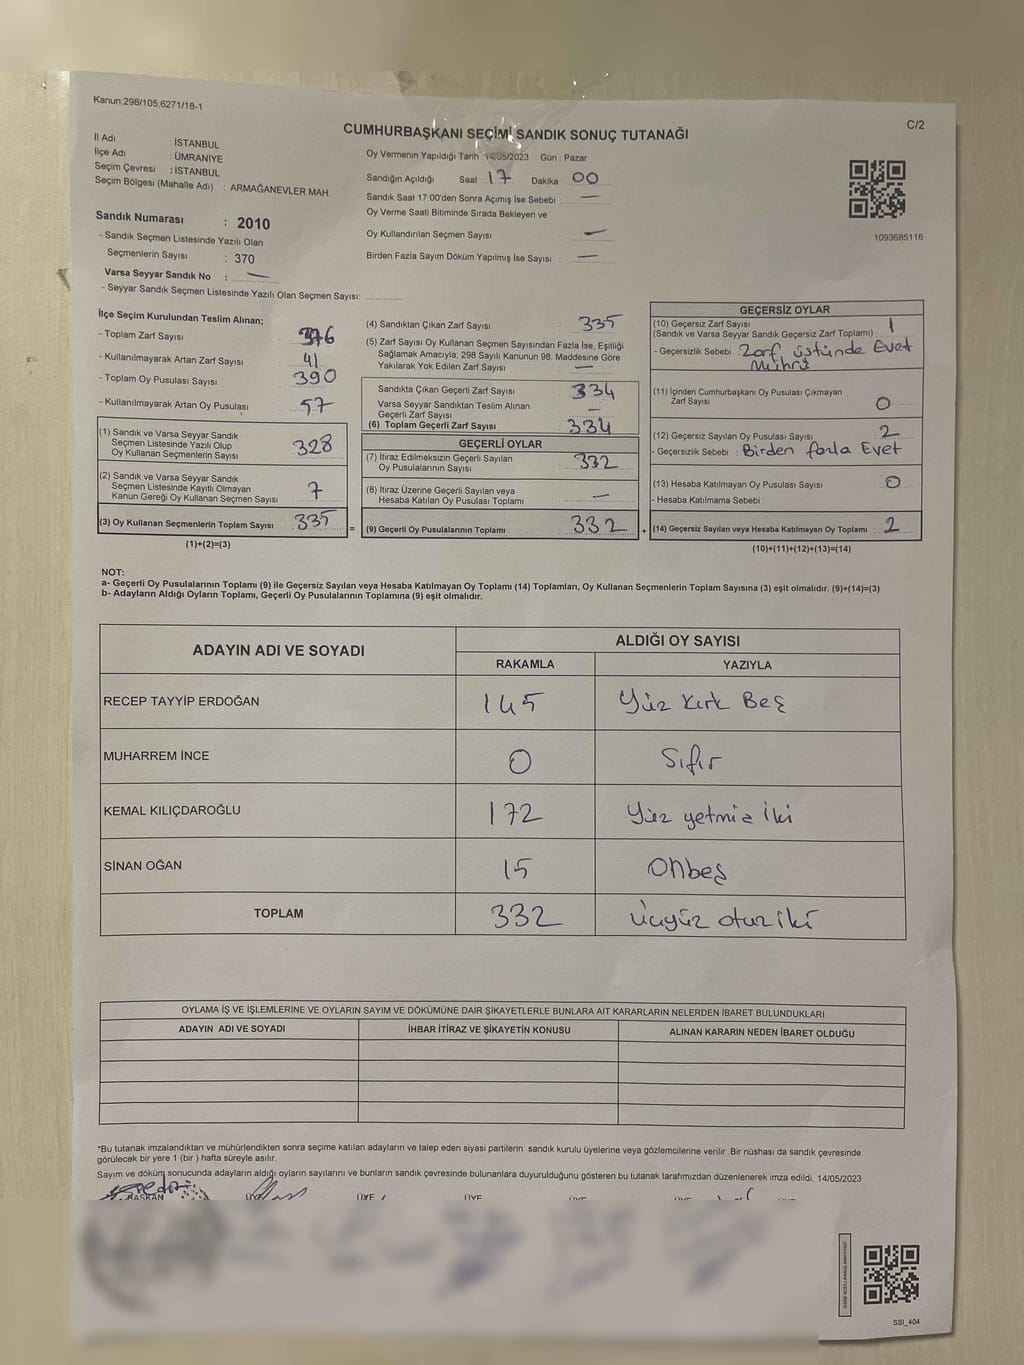 Kanun;298/105,6271/18-1
C/2
CUMHURBAŞKANI SEÇİMİ SANDIK SONUÇ TUTANAĞI
İl Adı : İSTANBUL
İlçe Adı : ÜMRANİYE
Seçim Çevresi : İSTANBUL
Seçim Bölgesi (Mahalle Adı) : ARMAĞANEVLER MAH.
Oy Vermenin Yapıldığı Tarih 14/05/2023 Gün : Pazar
Sandığın Açıldığı Saat 17 Dakika 00
Sandık Saat 17:00'den Sonra Açımış İse Sebebi : —
Oy Verme Saati Bitiminde Sırada Bekleyen ve
Oy Kullandırılan Seçmen Sayısı —
Birden Fazla Sayım Döküm Yapılmış İse Sayısı : —
1093685116
Sandık Numarası : 2010
- Sandık Seçmen Listesinde Yazılı Olan
Seçmenlerin Sayısı : 370
Varsa Seyyar Sandık No : —
- Seyyar Sandık Seçmen Listesinde Yazılı Olan Seçmen Sayısı:
İlçe Seçim Kurulundan Teslim Alınan;
- Toplam Zarf Sayısı 376
- Kullanılmayarak Artan Zarf Sayısı 41
- Toplam Oy Pusulası Sayısı 390
- Kullanılmayarak Artan Oy Pusulası 57
(1) Sandık ve Varsa Seyyar Sandık
Seçmen Listesinde Yazılı Olup
Oy Kullanan Seçmenlerin Sayısı 328
(2) Sandık ve Varsa Seyyar Sandık
Seçmen Listesinde Kayıtlı Olmayan
Kanun Gereği Oy Kullanan Seçmen Sayısı 7
(3) Oy Kullanan Seçmenlerin Toplam Sayısı 335 =
(1)+(2)=(3)
(4) Sandıktan Çıkan Zarf Sayısı 335
(5) Zarf Sayısı Oy Kullanan Seçmen Sayısından Fazla İse, Eşitliği
Sağlamak Amacıyla; 298 Sayılı Kanunun 98. Maddesine Göre
Yakılarak Yok Edilen Zarf Sayısı —
Sandıkta Çıkan Geçerli Zarf Sayısı 334
Varsa Seyyar Sandıktan Teslim Alınan
Geçerli Zarf Sayısı —
(6) Toplam Geçerli Zarf Sayısı 334
GEÇERLİ OYLAR
(7) İtiraz Edilmeksizin Geçerli Sayılan
Oy Pusulalarının Sayısı 332
(8) İtiraz Üzerine Geçerli Sayılan veya
Hesaba Katılan Oy Pusulası Toplamı —
(9) Geçerli Oy Pusulalarının Toplamı 332 +
GEÇERSİZ OYLAR
(10) Geçersiz Zarf Sayısı 1
(Sandık ve Varsa Seyyar Sandık Geçersiz Zarf Toplamı) :
- Geçersizlik Sebebi : Zarf üstünde Evet
Mührü
(11) İçinden Cumhurbaşkanı Oy Pusulası Çıkmayan
Zarf Sayısı 0
(12) Geçersiz Sayılan Oy Pusulası Sayısı 2
- Geçersizlik Sebebi : Birden fazla Evet
(13) Hesaba Katılmayan Oy Pusulası Sayısı : 0
- Hesaba Katılmama Sebebi :
(14) Geçersiz Sayılan veya Hesaba Katılmayan Oy Toplamı : 2
(10)+(11)+(12)+(13)=(14)
NOT:
a- Geçerli Oy Pusulalarının Toplamı (9) ile Geçersiz Sayılan veya Hesaba Katılmayan Oy Toplamı (14) Toplamları, Oy Kullanan Seçmenlerin Toplam Sayısına (3) eşit olmalıdır. (9)+(14)=(3)
b- Adayların Aldığı Oyların Toplamı, Geçerli Oy Pusulalarının Toplamına (9) eşit olmalıdır.
ADAYIN ADI VE SOYADI
ALDIĞI OY SAYISI
RAKAMLA YAZIYLA
RECEP TAYYİP ERDOĞAN 145 Yüz Kırk Beş
MUHARREM İNCE 0 Sıfır
KEMAL KILIÇDAROĞLU 172 Yüz yetmiş iki
SİNAN OĞAN 15 Onbeş
TOPLAM 332 Üçyüz otuz iki
OYLAMA İŞ VE İŞLEMLERİNE VE OYLARIN SAYIM VE DÖKÜMÜNE DAİR ŞİKAYETLERLE BUNLARA AİT KARARLARIN NELERDEN İBARET BULUNDUKLARI
ADAYIN ADI VE SOYADI İHBAR İTİRAZ VE ŞİKAYETİN KONUSU ALINAN KARARIN NEDEN İBARET OLDUĞU
*Bu tutanak imzalandıktan ve mühürlendikten sonra seçime katılan adayların ve talep eden siyasi partilerin sandık kurulu üyelerine veya gözlemcilerine verilir Bir nüshası da sandık çevresinde
görülecek bir yere 1 (bir) hafta süreyle asılır.
Sayım ve döküm sonucunda adayların aldığı oyların sayılarını ve bunların sandık çevresinde bulunanlara duyurulduğunu gösteren bu tutanak tarafımızdan düzenlenerek imza edildi. 14/05/2023
BAŞKAN ÜYE ÜYE ÜYE
SSI_404